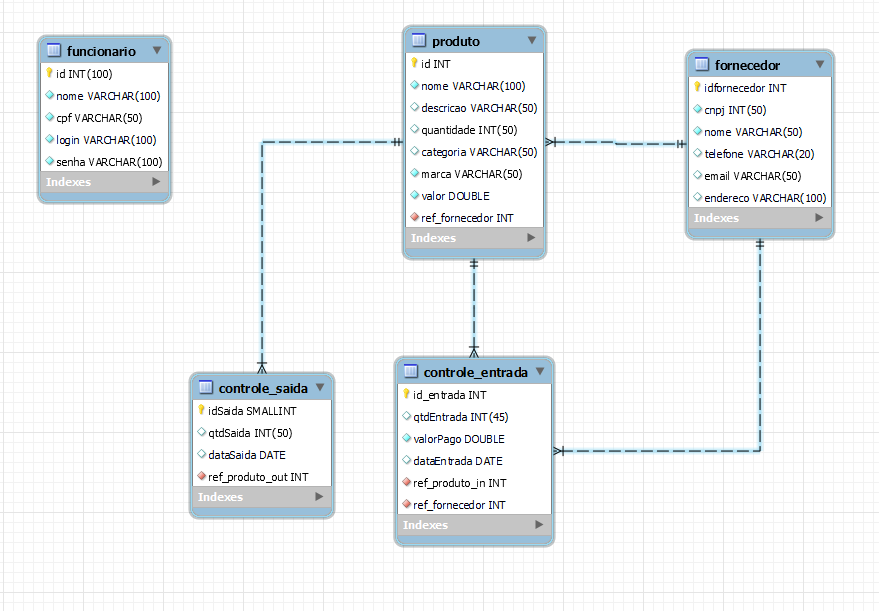 funcionario
id INT(100)
nome VARCHAR(100)
cpf VARCHAR(50)
login VARCHAR(100)
senha VARCHAR(100)
Indexes
produto
id INT
nome VARCHAR(100)
descricao VARCHAR(50)
quantidade INT(50)
categoria VARCHAR(50)
marca VARCHAR(50)
valor DOUBLE
ref_fornecedor INT
Indexes
fornecedor
idfornecedor INT
cnpj INT(50)
nome VARCHAR(50)
telefone VARCHAR(20)
email VARCHAR(50)
endereco VARCHAR(100)
Indexes
controle_saida
idSaida SMALLINT
qtdSaida INT(50)
dataSaida DATE
ref_produto_out INT
Indexes
controle_entrada
id_entrada INT
qtdEntrada INT(45)
valorPago DOUBLE
dataEntrada DATE
ref_produto_in INT
ref_fornecedor INT
Indexes